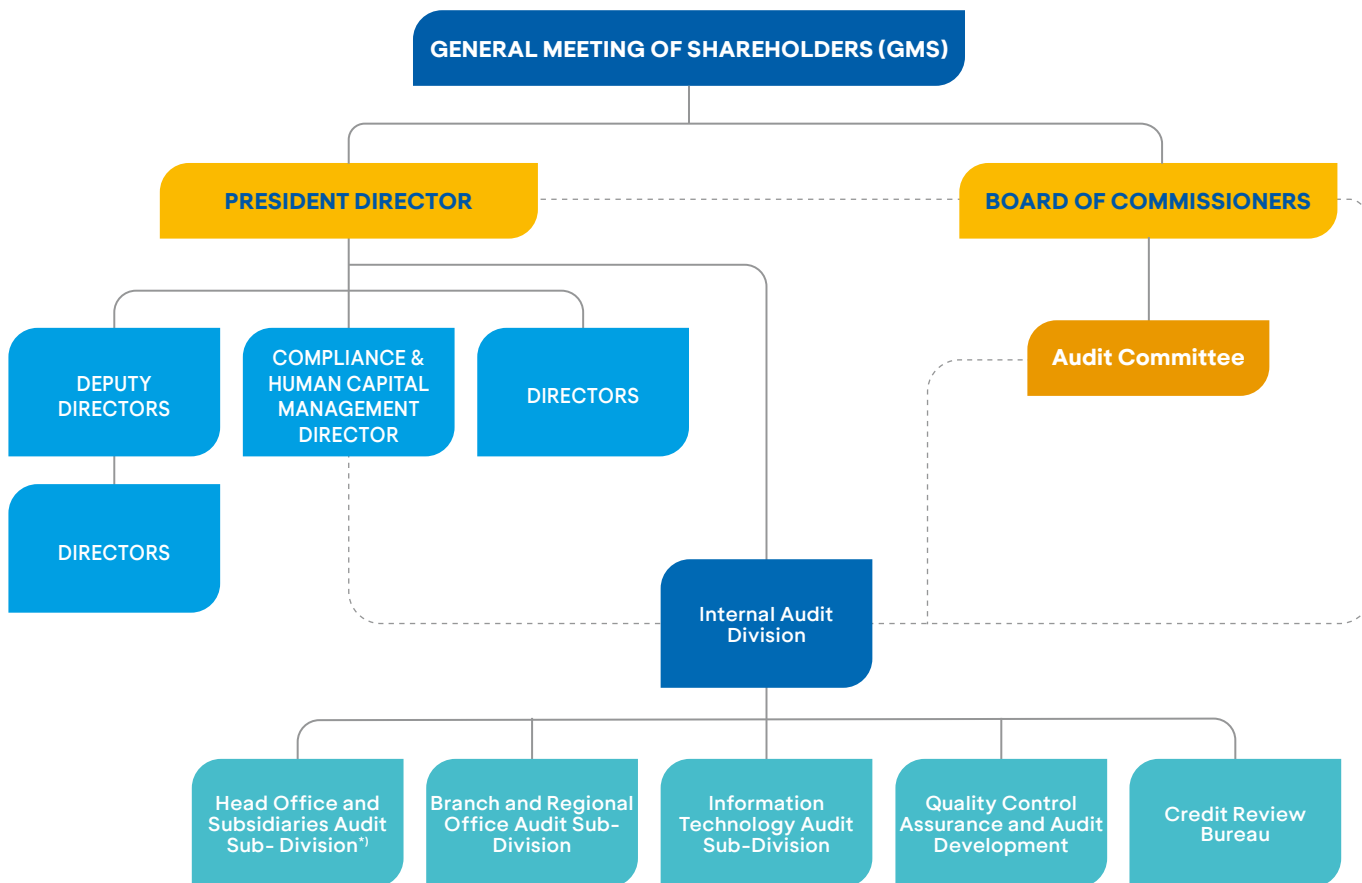 GENERAL MEETING OF SHAREHOLDERS (GMS)
PRESIDENT DIRECTOR
BOARD OF COMMISSIONERS
DEPUTY
DIRECTORS
COMPLIANCE &
HUMAN CAPITAL
MANAGEMENT
DIRECTOR
DIRECTORS
Audit Committee
DIRECTORS
Internal Audit
Division
Head Office and
Subsidiaries Audit
Sub- Division*)
Branch and Regional
Office Audit Sub-
Division
Information
Technology Audit
Sub-Division
Quality Control
Assurance and Audit
Development
Credit Review
Bureau